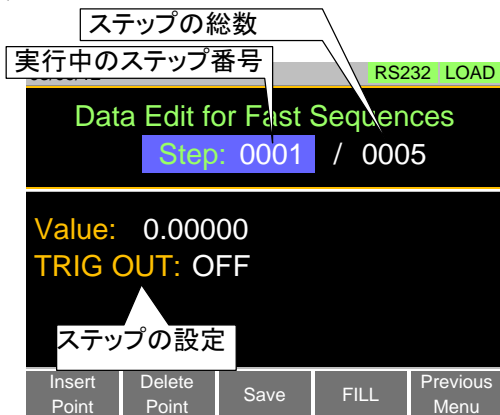 ステップの総数
実行中のステップ番号
RS232 LOAD
Data Edit for Fast Sequences
Step: 0001 / 0005
Value: 0.00000
TRIG OUT: OFF
ステップの設定
Insert Point
Delete Point
Save
FILL
Previous Menu